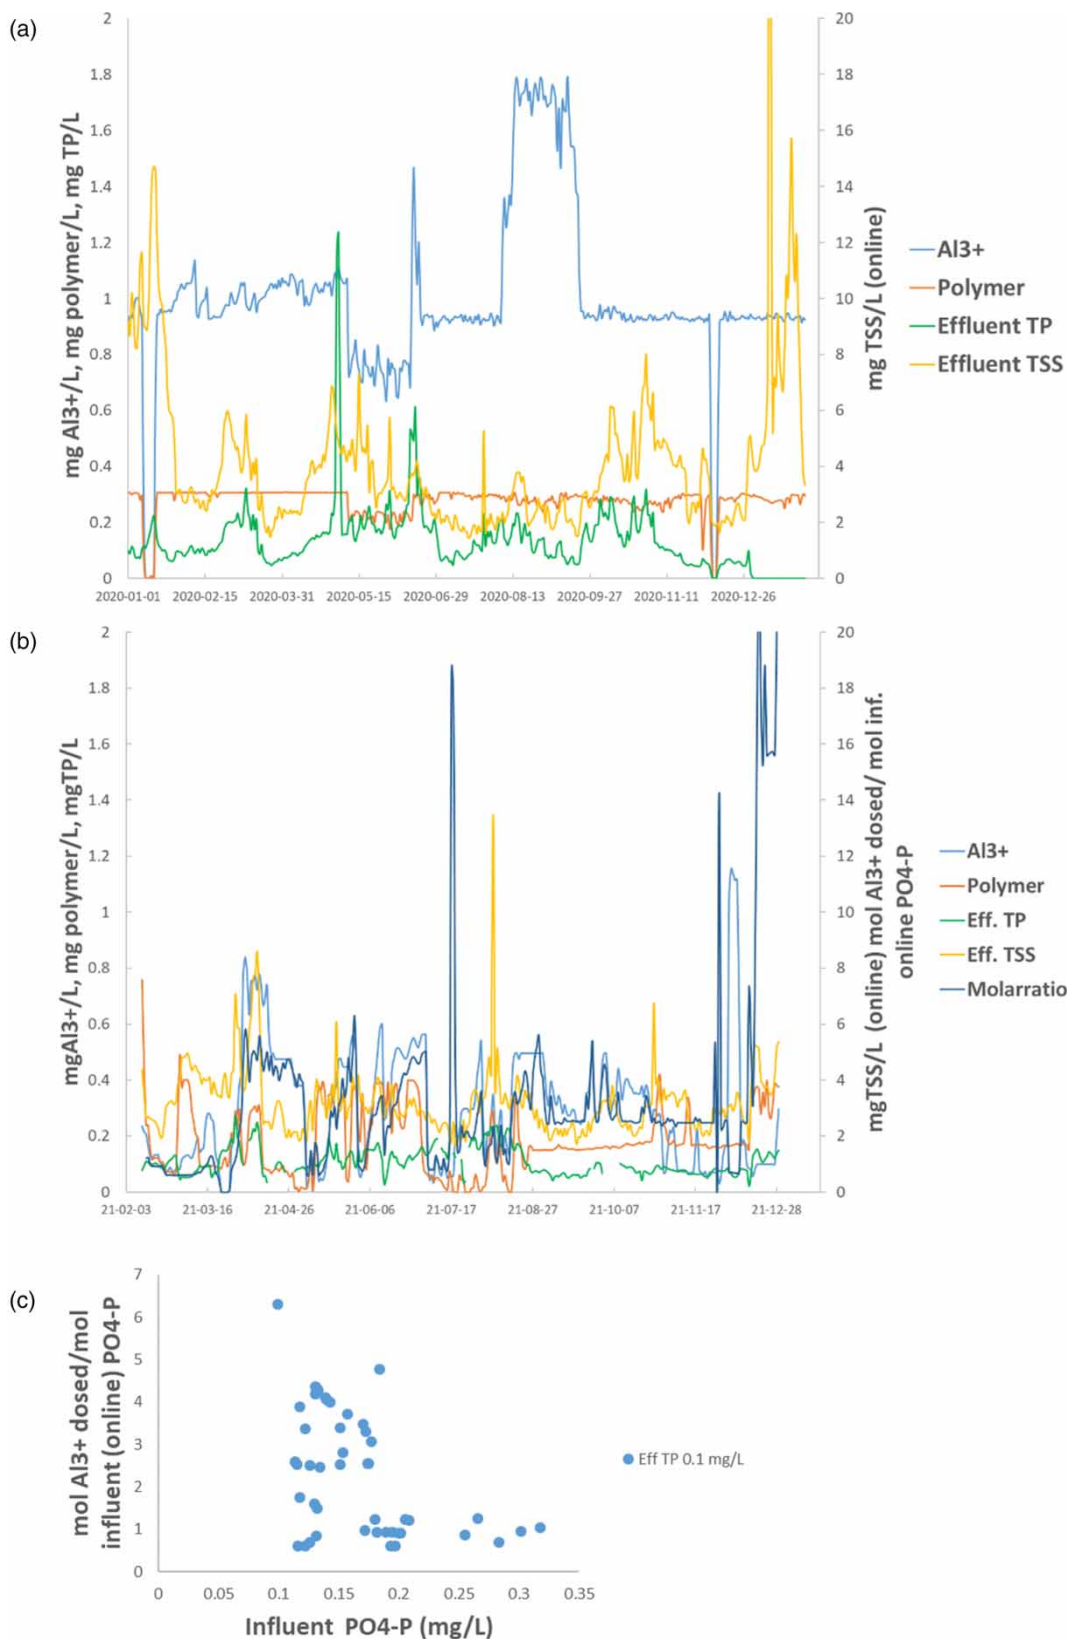 (a)
2
1.8
1.6
1.4
1.2
1
0.8
0.6
0.4
0.2
0
mg Al3+/L, mg polymer/L, mg TP/L
20
18
16
14
12
10
8
6
4
2
0
mg TSS/L (online)
2020-01-01 2020-02-15 2020-03-31 2020-05-15 2020-06-29 2020-08-13 2020-09-27 2020-11-11 2020-12-26
Al3+
Polymer
Effluent TP
Effluent TSS
(b)
2
1.8
1.6
1.4
1.2
1
0.8
0.6
0.4
0.2
0
mgAl3+/L, mg polymer/L, mgTP/L
20
18
16
14
12
10
8
6
4
2
0
mgTSS/L (online) mol Al3+ dosed/ mol inf.
online PO4-P
21-02-03 21-03-16 21-04-26 21-06-06 21-07-17 21-08-27 21-10-07 21-11-17 21-12-28
Al3+
Polymer
Eff. TP
Eff. TSS
Molarratio
(c)
7
6
5
4
3
2
1
0
mol Al3+ dosed/mol
influent (online) PO4-P
0 0.05 0.1 0.15 0.2 0.25 0.3 0.35
Influent PO4-P (mg/L)
Eff TP 0.1 mg/L